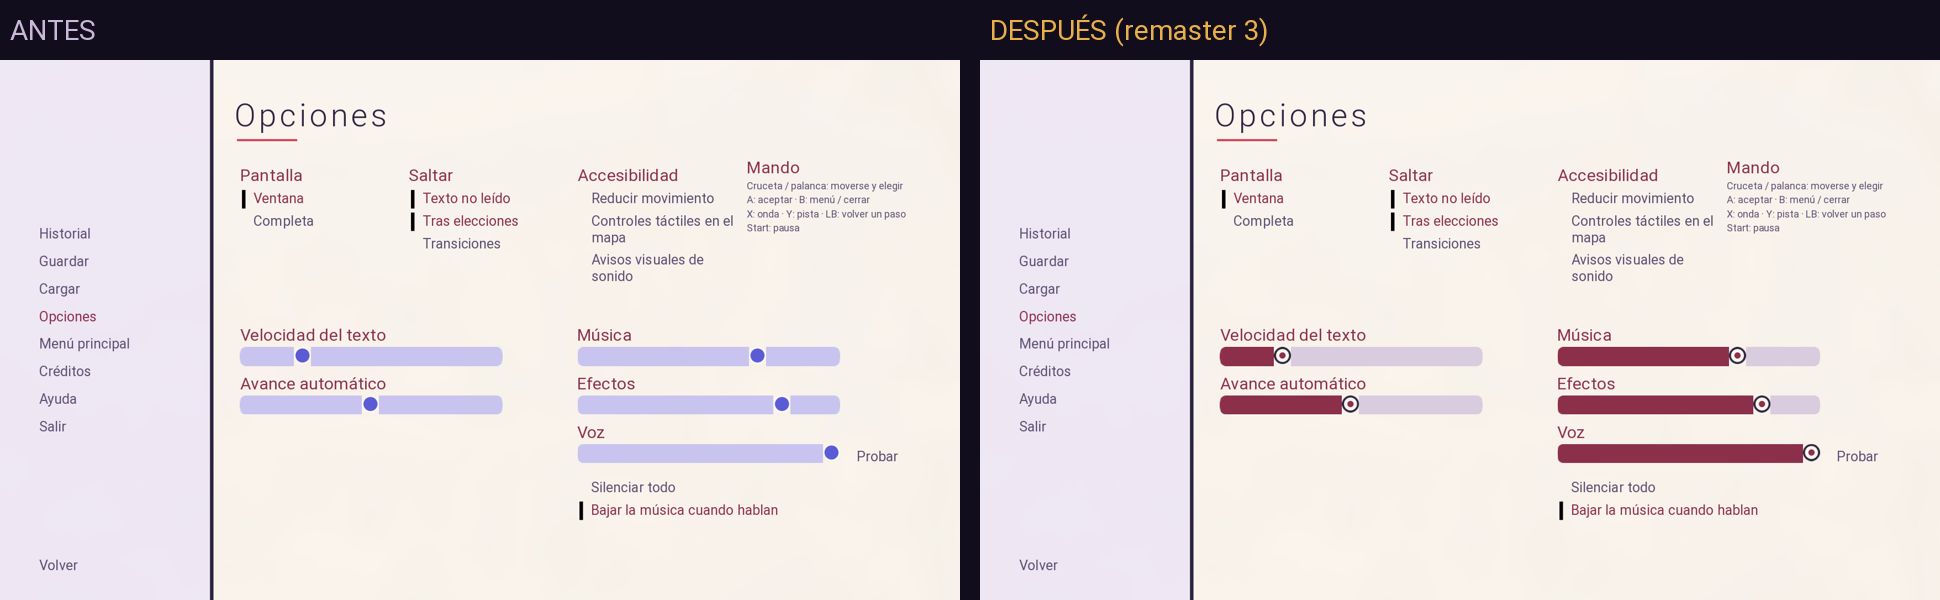 ANTES
Opciones
Historial
Guardar
Cargar
Opciones
Menú principal
Créditos
Ayuda
Salir
Volver
Pantalla
Ventana
Completa
Saltar
Texto no leído
Tras elecciones
Transiciones
Accesibilidad
Reducir movimiento
Controles táctiles en el
mapa
Avisos visuales de
sonido
Mando
Cruceta / palanca: moverse y elegir
A: aceptar · B: menú / cerrar
X: onda · Y: pista · LB: volver un paso
Start: pausa
Velocidad del texto
Avance automático
Música
Efectos
Voz
Probar
Silenciar todo
Bajar la música cuando hablan
DESPUÉS (remaster 3)
Opciones
Historial
Guardar
Cargar
Opciones
Menú principal
Créditos
Ayuda
Salir
Volver
Pantalla
Ventana
Completa
Saltar
Texto no leído
Tras elecciones
Transiciones
Accesibilidad
Reducir movimiento
Controles táctiles en el
mapa
Avisos visuales de
sonido
Mando
Cruceta / palanca: moverse y elegir
A: aceptar · B: menú / cerrar
X: onda · Y: pista · LB: volver un paso
Start: pausa
Velocidad del texto
Avance automático
Música
Efectos
Voz
Probar
Silenciar todo
Bajar la música cuando hablan